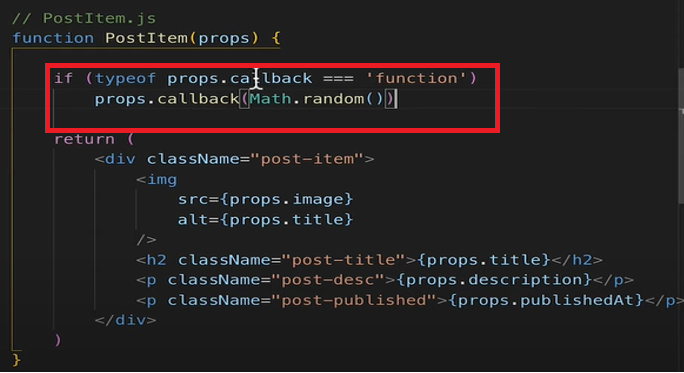 // PostItem.js
function PostItem(props) {
if (typeof props.callback === 'function')
props.callback(Math.random())
return (
<div className="post-item">
<img
src={props.image}
alt={props.title}
/>
<h2 className="post-title">{props.title}</h2>
<p className="post-desc">{props.description}</p>
<p className="post-published">{props.publishedAt}</p>
</div>
)
}